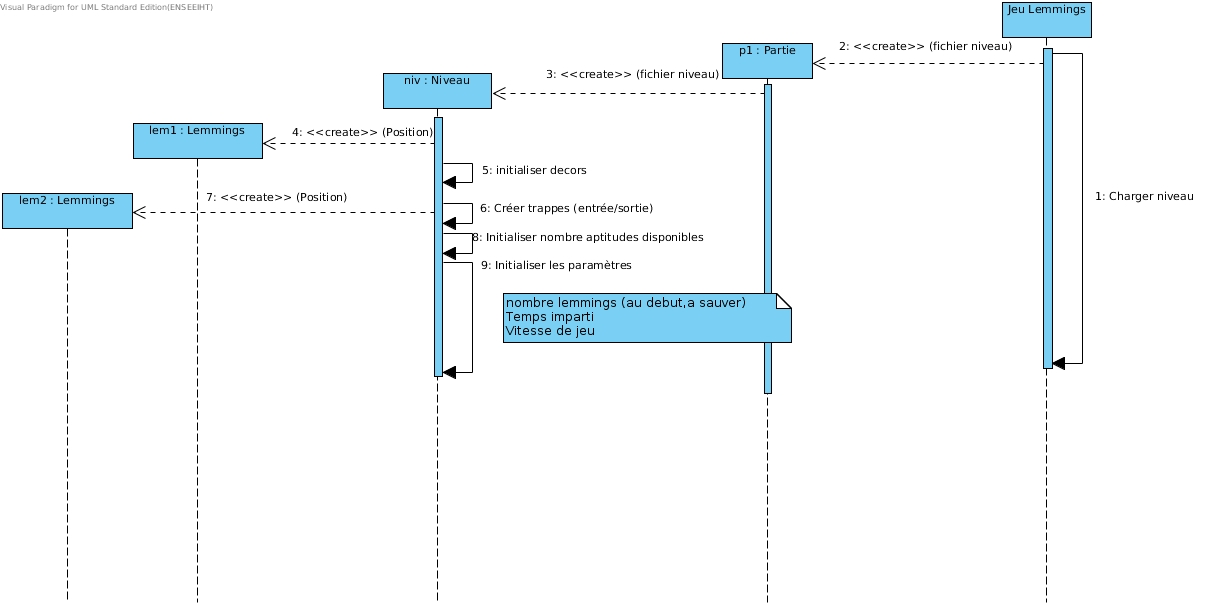 Visual Paradigm for UML Standard Edition(ENSEEIHT)
Jeu Lemmings
2: <<create>> (fichier niveau)
p1 : Partie
3: <<create>> (fichier niveau)
niv : Niveau
4: <<create>> (Position)
lem1 : Lemmings
5: initialiser decors
1: Charger niveau
7: <<create>> (Position)
lem2 : Lemmings
6: Créer trappes (entrée/sortie)
8: Initialiser nombre aptitudes disponibles
9: Initialiser les paramètres
nombre lemmings (au debut,a sauver)
Temps imparti
Vitesse de jeu